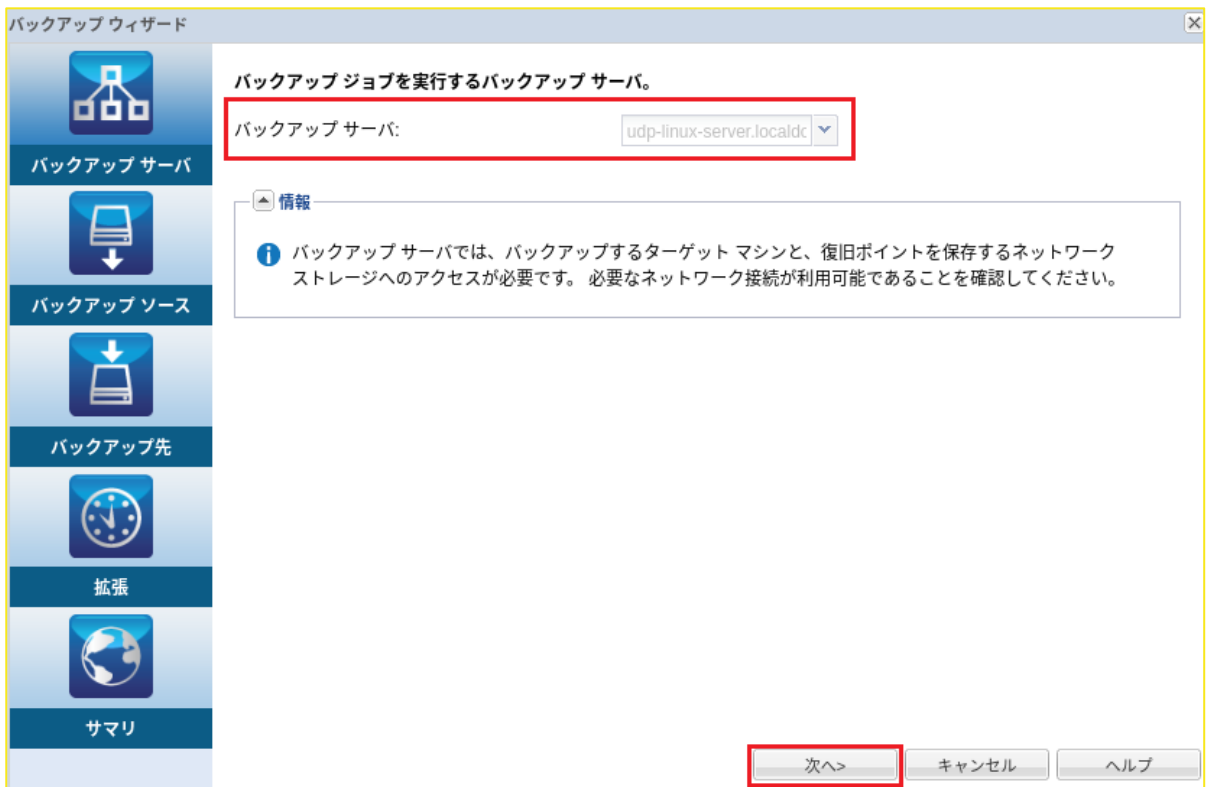 バックアップ ウィザード
バックアップ サーバ
バックアップ ソース
バックアップ先
拡張
サマリ
バックアップ ジョブを実行するバックアップ サーバ。
バックアップ サーバ: udp-linux-server.localdc
情報
バックアップ サーバでは、バックアップするターゲット マシンと、復旧ポイントを保存するネットワーク
ストレージへのアクセスが必要です。 必要なネットワーク接続が利用可能であることを確認してください。
次へ> キャンセル ヘルプ